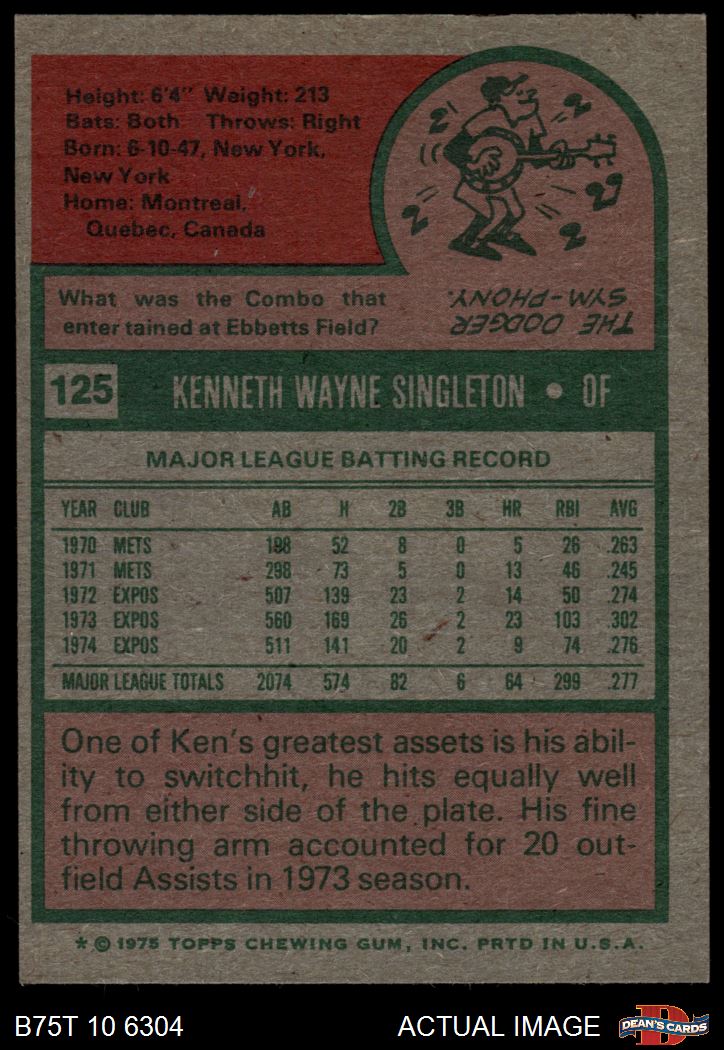 Height: 6'4" Weight: 213
Bats: Both Throws: Right
Born: 6-10-47, New York,
New York
Home: Montreal,
Quebec, Canada
What was the Combo that
enter tained at Ebbetts Field?
THE DODGER
SYM-PHONY.
125 KENNETH WAYNE SINGLETON • OF
MAJOR LEAGUE BATTING RECORD
YEAR CLUB AB H 2B 3B HR RBI AVG
1970 METS 198 52 8 0 5 26 .263
1971 METS 298 73 5 0 13 46 .245
1972 EXPOS 507 139 23 2 14 50 .274
1973 EXPOS 560 169 26 2 23 103 .302
1974 EXPOS 511 141 20 2 9 74 .276
MAJOR LEAGUE TOTALS 2074 574 82 6 64 299 .277
One of Ken's greatest assets is his abil-
ity to switchhit, he hits equally well
from either side of the plate. His fine
throwing arm accounted for 20 out-
field Assists in 1973 season.
* © 1975 TOPPS CHEWING GUM, INC. PRTD IN U.S.A.
B75T 10 6304 ACTUAL IMAGE D DEAN'S CARDS